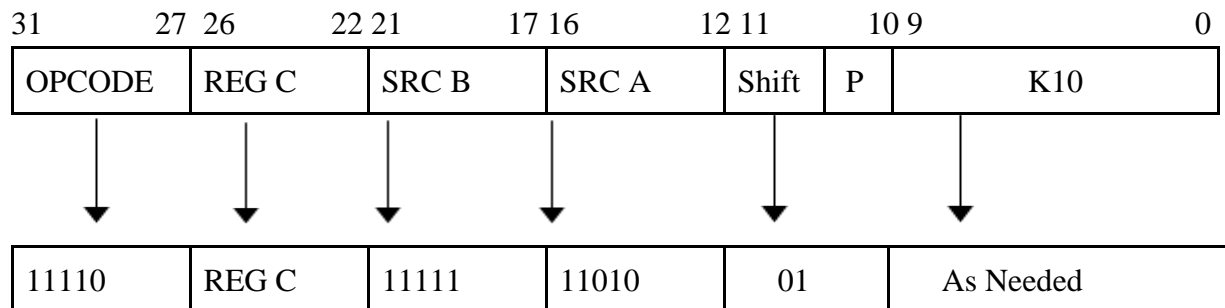 31 27 26 22 21 17 16 12 11 10 9 0
OPCODE REG C SRC B SRC A Shift P K10
11110 REG C 11111 11010 01 As Needed